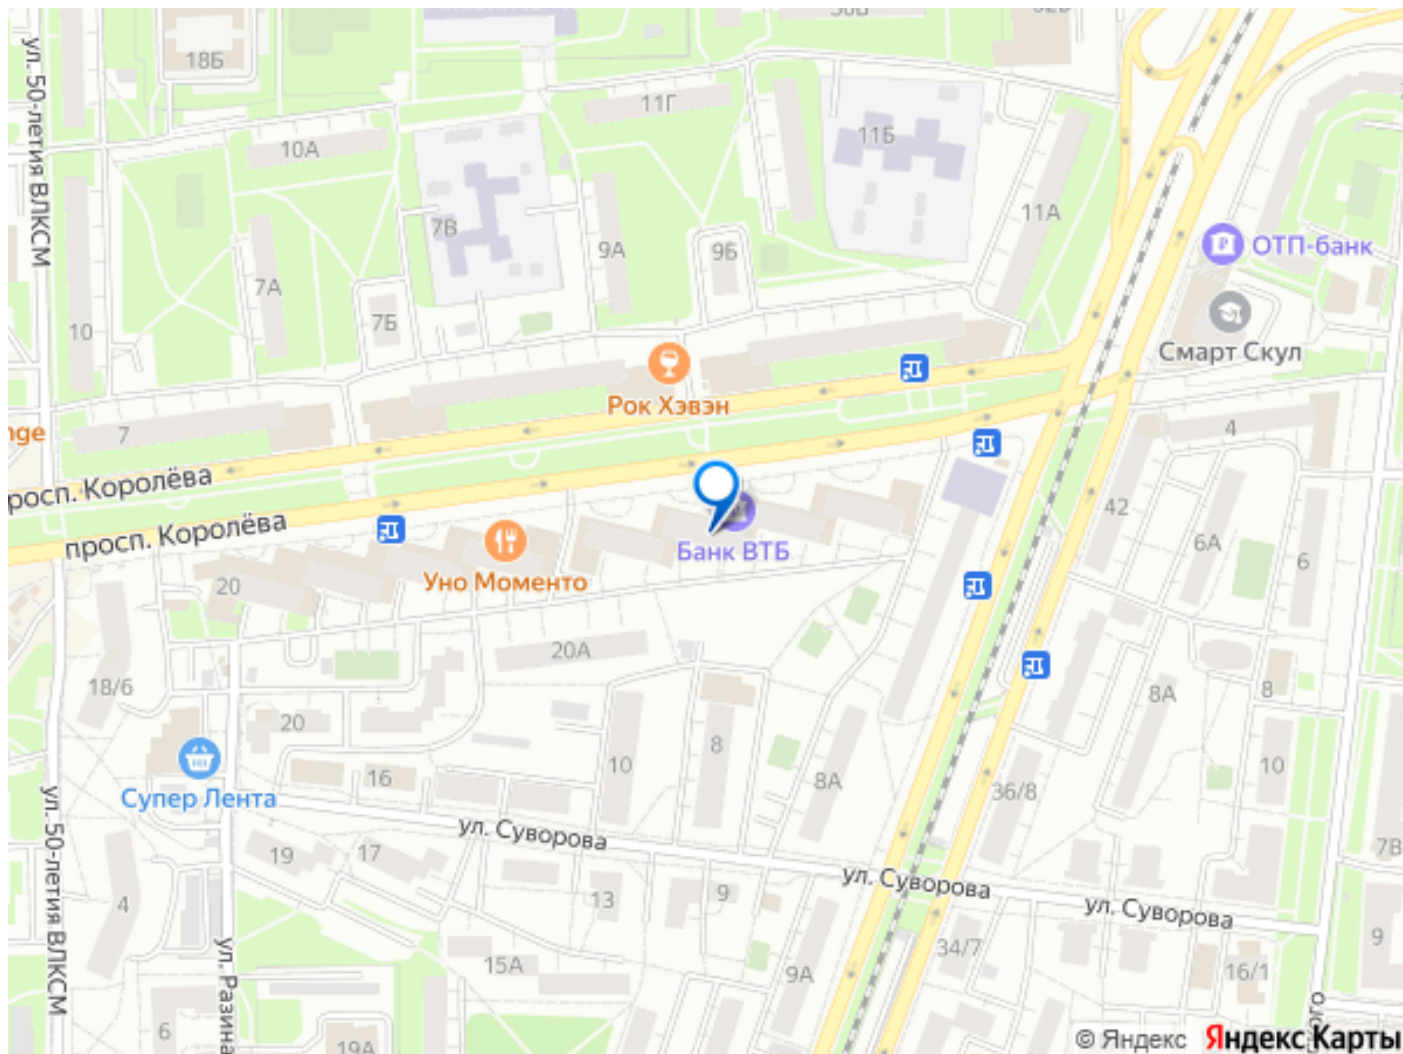 18Б
ул. 50-летия ВЛКСМ
11Г
10А
11Б
7В
9А
9Б
11А
ОТП-банк
7А
7Б
10
Смарт Скул
Рок Хэвэн
nge
7
4
росп. Королёва
просп. Королёва
42
6А
6
Банк ВТБ
Уно Моменто
20
20А
18/6
8
8А
20
16
10
8
8А
10
36/8
Супер Лента
ул. Суворова
ул. 50-летия ВЛКСМ
19
17
7В
13
9
ул. Суворова
ул. Суворова
4
9
34/7
15А
9А
16/1
ул. Разина
6
19А
ого
© Яндекс Яндекс Карты